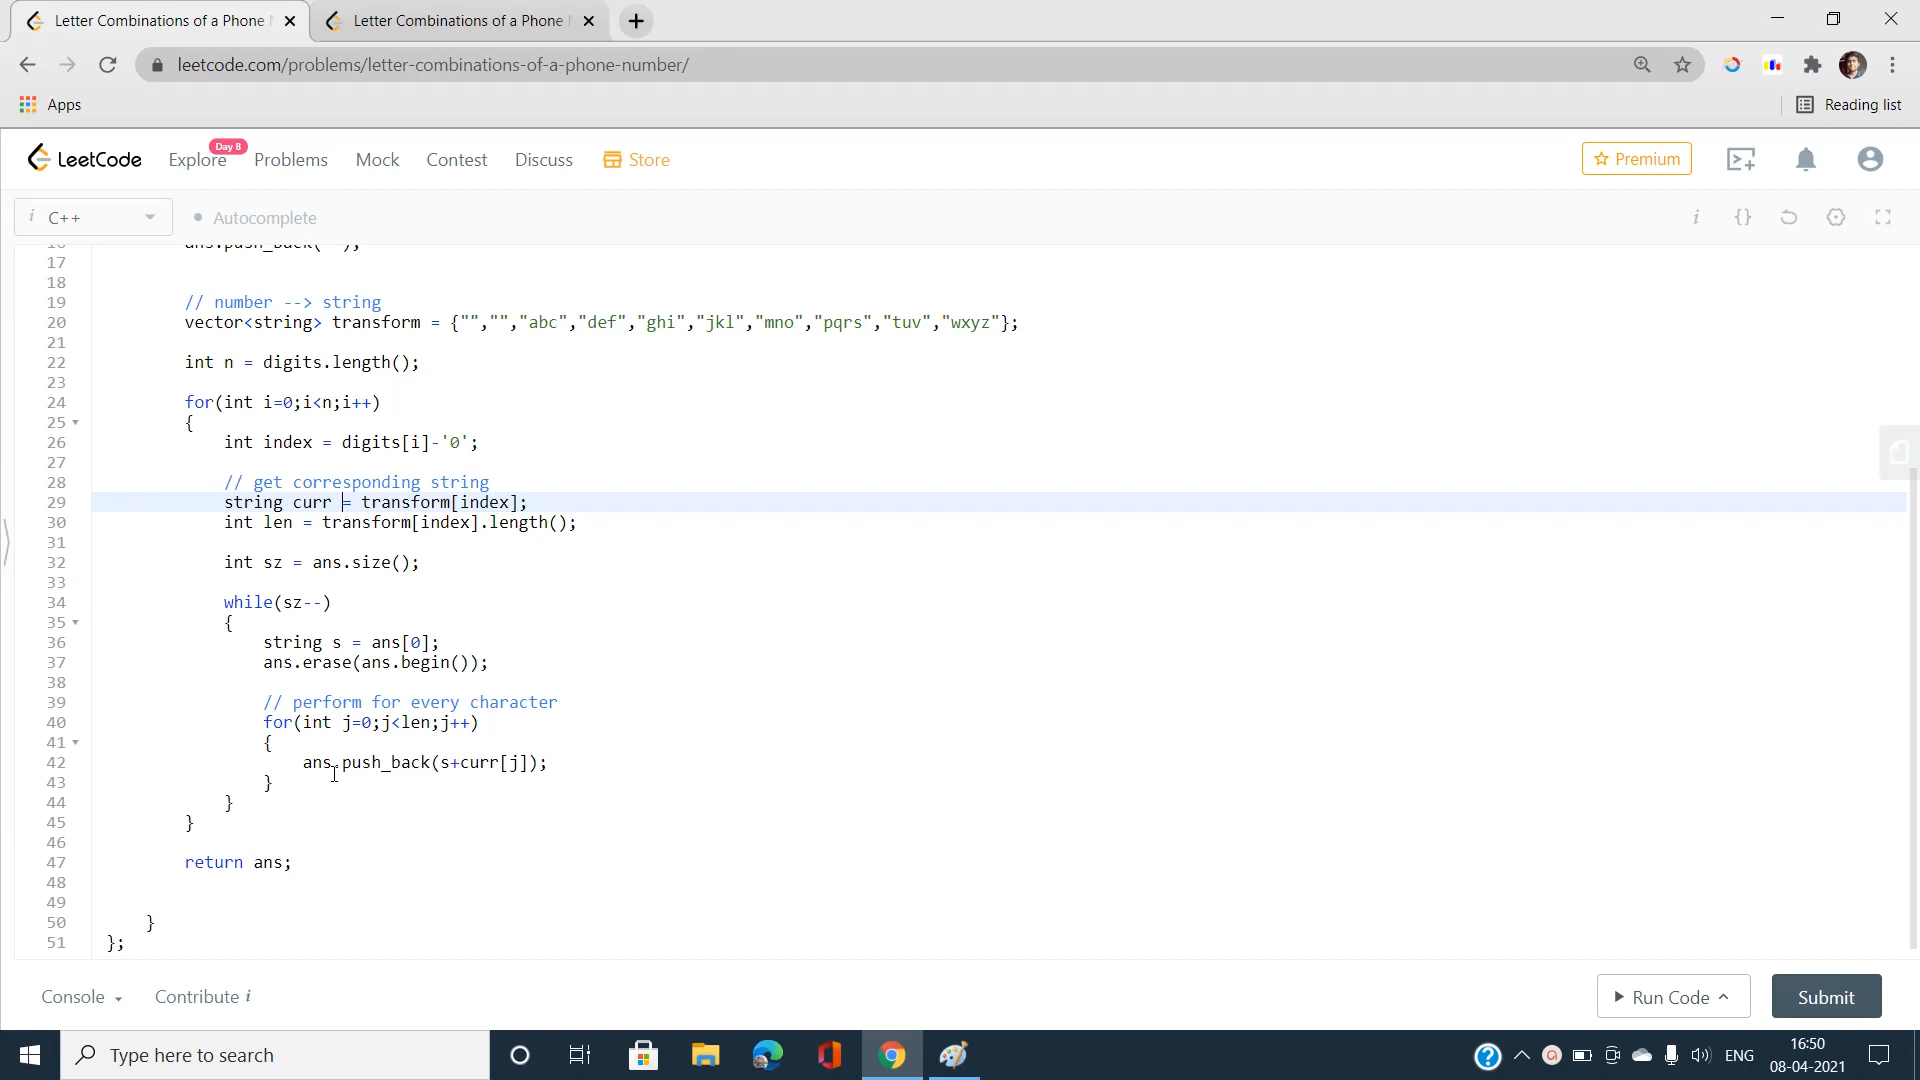 Letter Combinations of a Phone
Letter Combinations of a Phone
leetcode.com/problems/letter-combinations-of-a-phone-number/
Apps
Reading list
LeetCode
Explore
Day 8
Problems
Mock
Contest
Discuss
Store
Premium
i C++
Autocomplete
i {}
17
18
19 // number --> string
20 vector<string> transform = {"","","abc","def","ghi","jkl","mno","pqrs","tuv","wxyz"};
21
22 int n = digits.length();
23
24 for(int i=0;i<n;i++)
25 {
26 int index = digits[i]-'0';
27
28 // get corresponding string
29 string curr = transform[index];
30 int len = transform[index].length();
31
32 int sz = ans.size();
33
34 while(sz--)
35 {
36 string s = ans[0];
37 ans.erase(ans.begin());
38
39 // perform for every character
40 for(int j=0;j<len;j++)
41 {
42 ans.push_back(s+curr[j]);
43 }
44 }
45 }
46
47 return ans;
48
49
50 }
51 };
Console
Contribute i
Run Code
Submit
Type here to search
ENG
16:50
08-04-2021